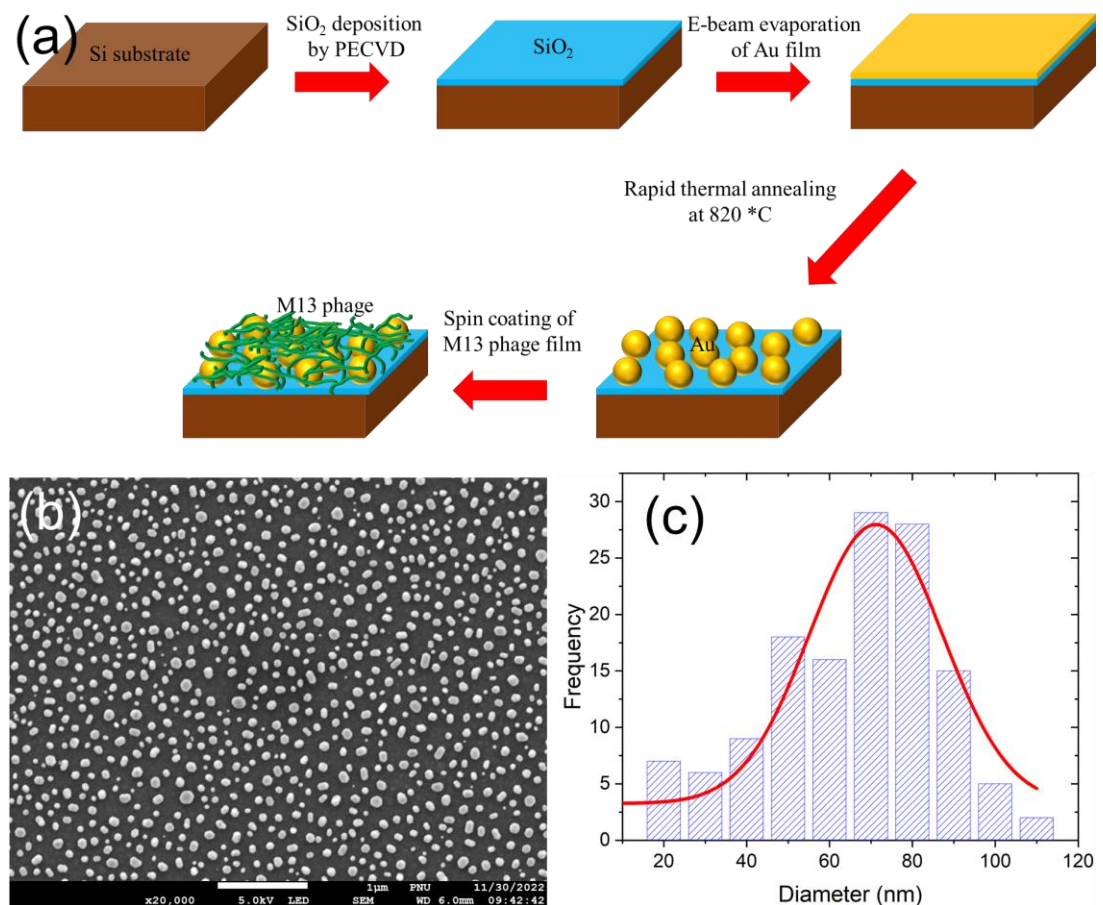 (a)
Si substrate
SiO₂ deposition
by PECVD
SiO₂
E-beam evaporation
of Au film
Rapid thermal annealing
at 820 *C
M13 phage
Spin coating of
M13 phage film
Au
(b)
1μm PNU 11/30/2022
x20,000 5.0kV LED SEM WD 6.0mm 09:42:42
(c)
Frequency
30
25
20
15
10
5
0
20 40 60 80 100 120
Diameter (nm)